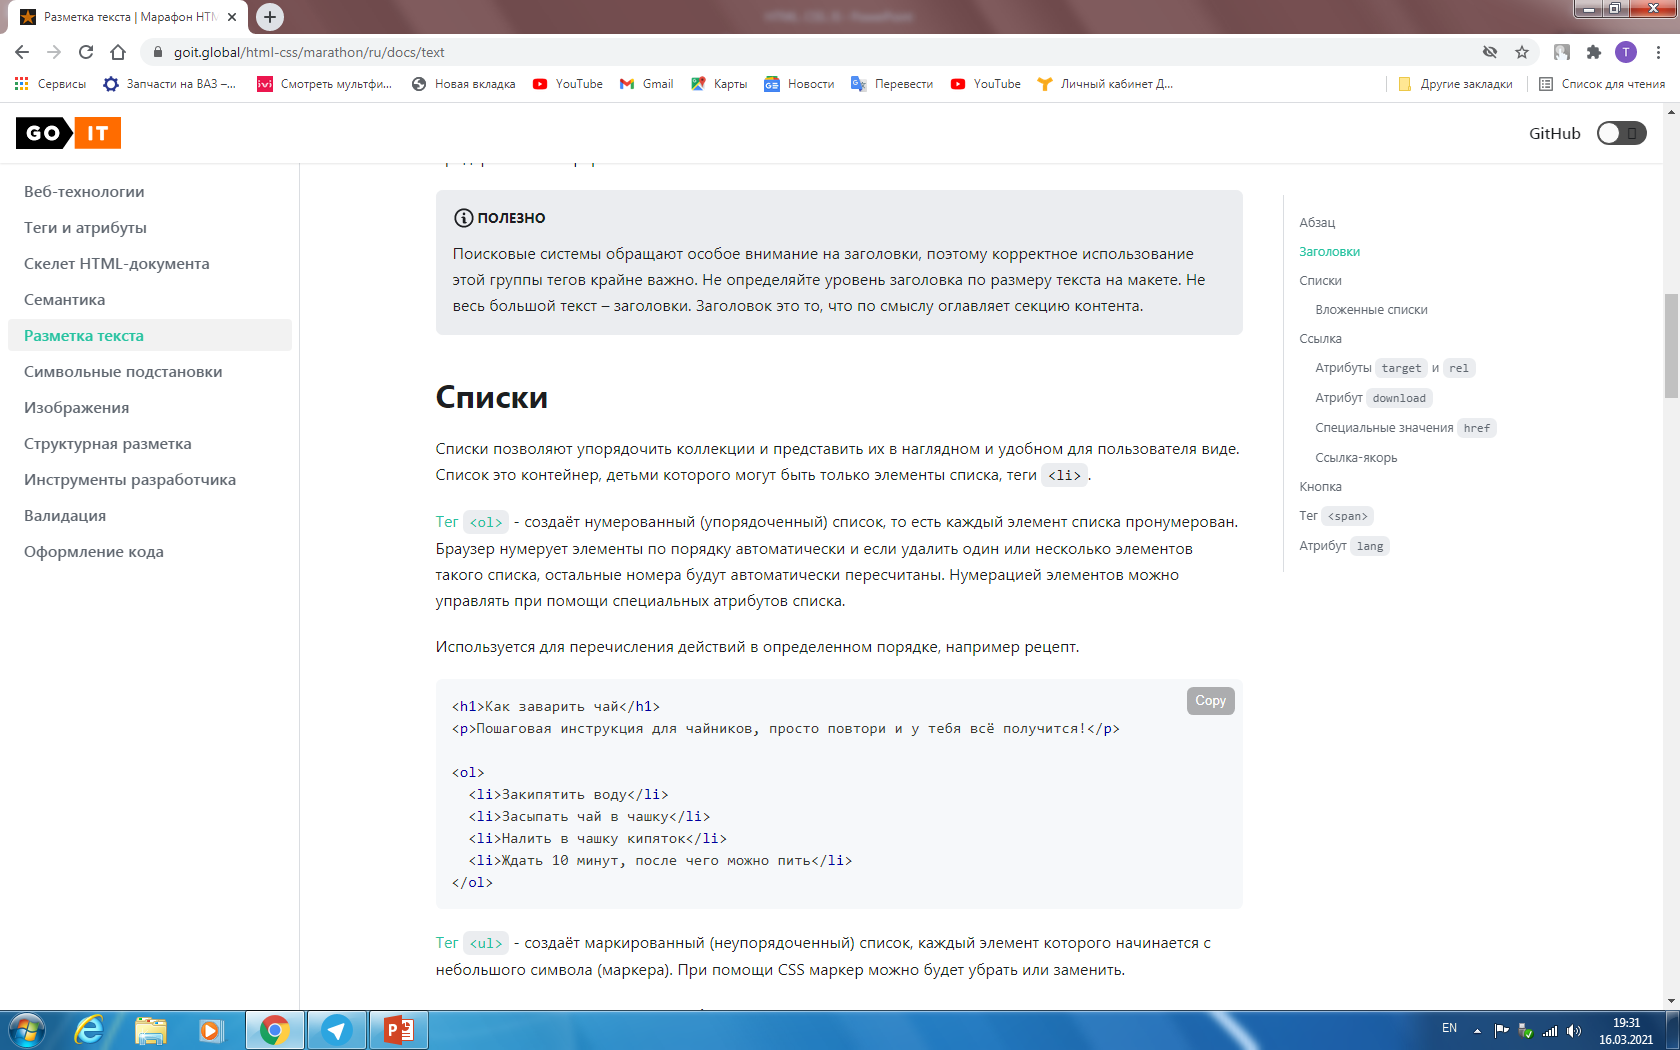 Разметка текста | Марафон HTM
goit.global/html-css/marathon/ru/docs/text
T
Сервисы
Запчасти на ВАЗ –...
ivi
Смотреть мультфи...
Новая вкладка
YouTube
Gmail
Карты
Новости
Перевести
YouTube
Личный кабинет Д...
Другие закладки
Список для чтения
GO IT
GitHub
Веб-технологии
Теги и атрибуты
Скелет HTML-документа
Семантика
Разметка текста
Символьные подстановки
Изображения
Структурная разметка
Инструменты разработчика
Валидация
Оформление кода
ПОЛЕЗНО
Поисковые системы обращают особое внимание на заголовки, поэтому корректное использование
этой группы тегов крайне важно. Не определяйте уровень заголовка по размеру текста на макете. Не
весь большой текст – заголовки. Заголовок это то, что по смыслу оглавляет секцию контента.
Списки
Списки позволяют упорядочить коллекции и представить их в наглядном и удобном для пользователя виде.
Список это контейнер, детьми которого могут быть только элементы списка, теги <li>.
Тег <ol> - создаёт нумерованный (упорядоченный) список, то есть каждый элемент списка пронумерован.
Браузер нумерует элементы по порядку автоматически и если удалить один или несколько элементов
такого списка, остальные номера будут автоматически пересчитаны. Нумерацией элементов можно
управлять при помощи специальных атрибутов списка.
Используется для перечисления действий в определенном порядке, например рецепт.
Copy
<h1>Как заварить чай</h1>
<p>Пошаговая инструкция для чайников, просто повтори и у тебя всё получится!</p>
<ol>
<li>Закипятить воду</li>
<li>Засыпать чай в чашку</li>
<li>Налить в чашку кипяток</li>
<li>Ждать 10 минут, после чего можно пить</li>
</ol>
Тег <ul> - создаёт маркированный (неупорядоченный) список, каждый элемент которого начинается с
небольшого символа (маркера). При помощи CSS маркер можно будет убрать или заменить.
Абзац
Заголовки
Списки
Вложенные списки
Ссылка
Атрибуты target и rel
Атрибут download
Специальные значения href
Ссылка-якорь
Кнопка
Тег <span>
Атрибут lang
EN
19:31
16.03.2021